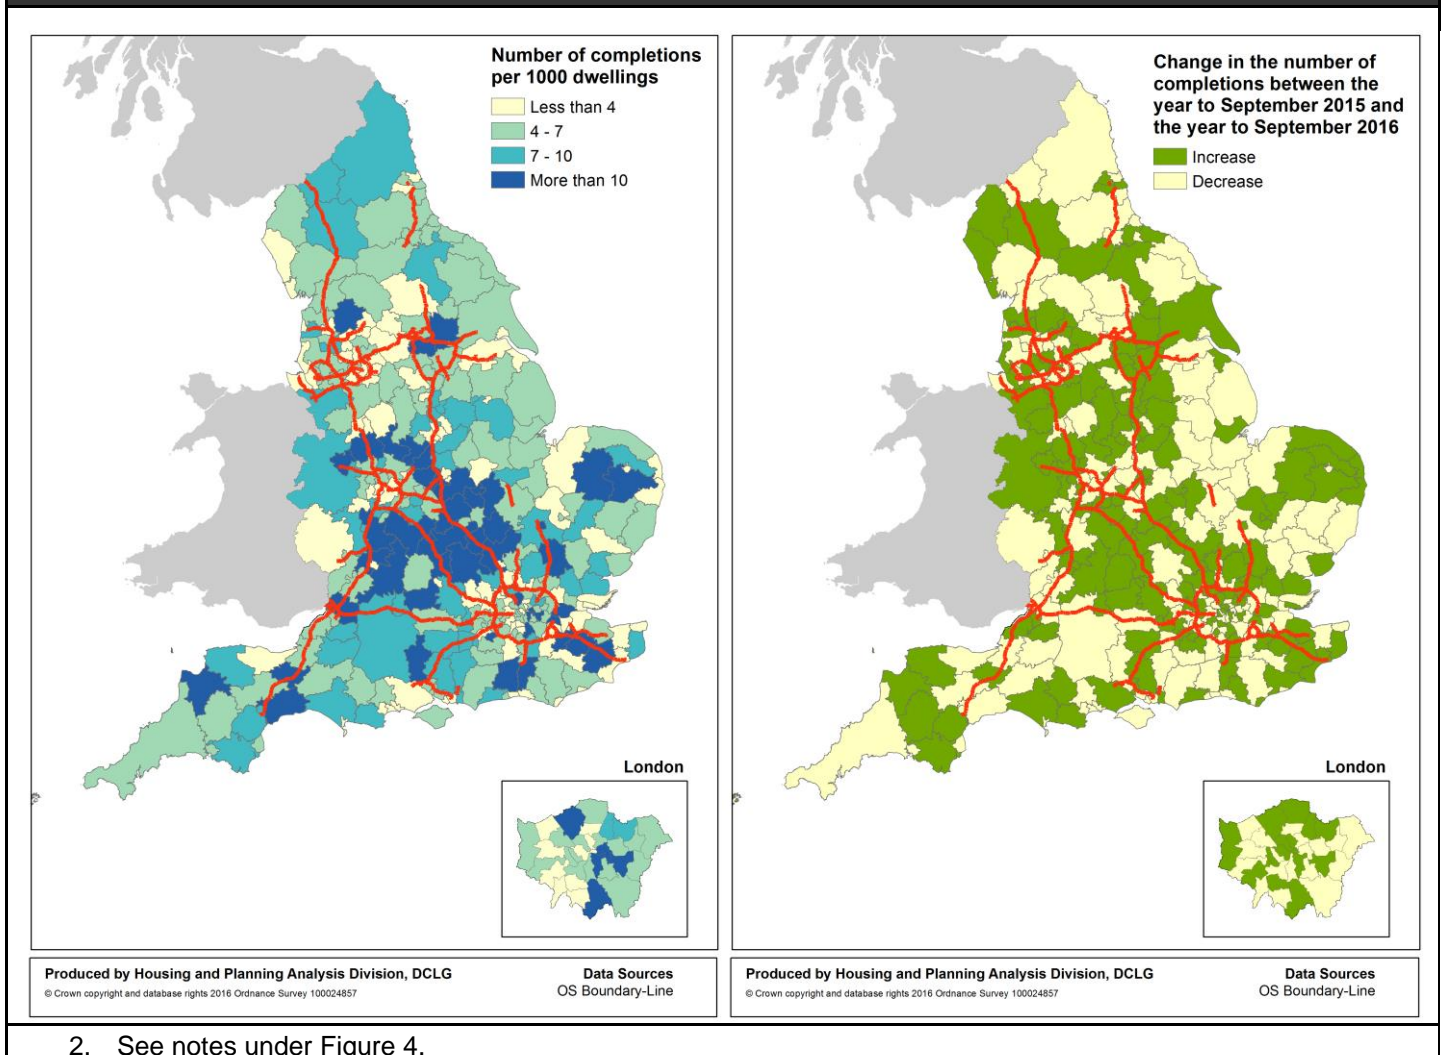 Number of completions
per 1000 dwellings
Less than 4
4 - 7
7 - 10
More than 10
London
Produced by Housing and Planning Analysis Division, DCLG
© Crown copyright and database rights 2016 Ordnance Survey 100024857
Data Sources
OS Boundary-Line
Change in the number of
completions between the
year to September 2015 and
the year to September 2016
Increase
Decrease
London
Produced by Housing and Planning Analysis Division, DCLG
© Crown copyright and database rights 2016 Ordnance Survey 100024857
Data Sources
OS Boundary-Line
2. See notes under Figure 4.